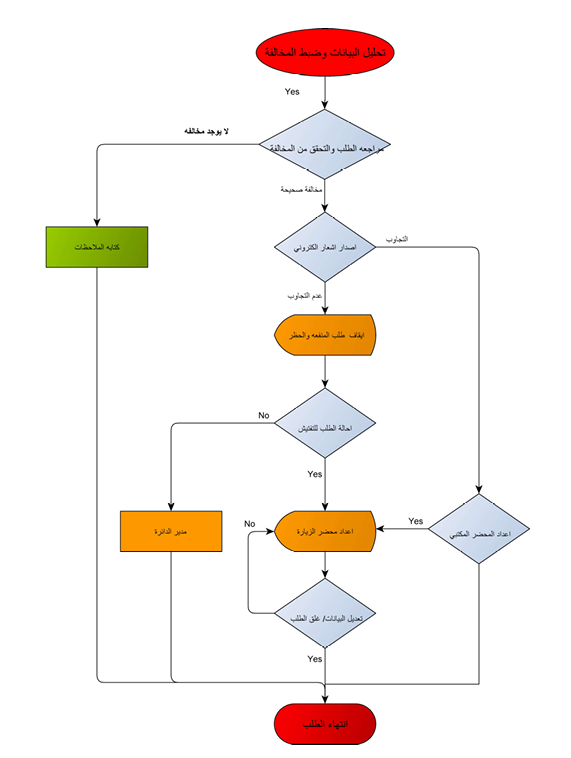 تحليل البيانات وضبط المخالفة
Yes
لا يوجد مخالفه
مراجعه الطلب والتحقق من المخالفة
مخالفة صحيحة
كتابه الملاحظات
اصدار اشعار الكتروني
التجاوب
عدم التجاوب
ايقاف طلب المنفعه والحظر
No
احالة الطلب للتفتيش
Yes
مدير الدائرة
No
اعداد محضر الزيارة
Yes
اعداد المحضر المكتبي
تعديل البيانات/ غلق الطلب
Yes
انتهاء الطلب